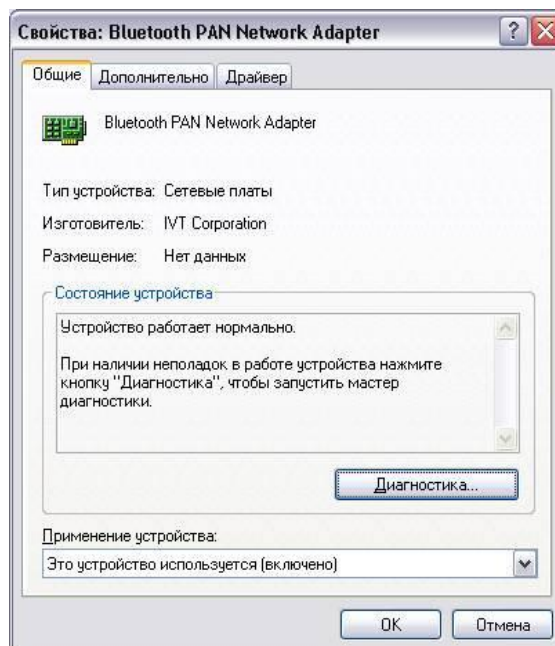 Свойства: Bluetooth PAN Network Adapter
Общие Дополнительно Драйвер
Bluetooth PAN Network Adapter
Тип устройства: Сетевые платы
Изготовитель: IVT Corporation
Размещение: Нет данных
Состояние устройства
Устройство работает нормально.
При наличии неполадок в работе устройства нажмите
кнопку "Диагностика", чтобы запустить мастер
диагностики.
Диагностика...
Применение устройства:
Это устройство используется (включено)
OK Отмена